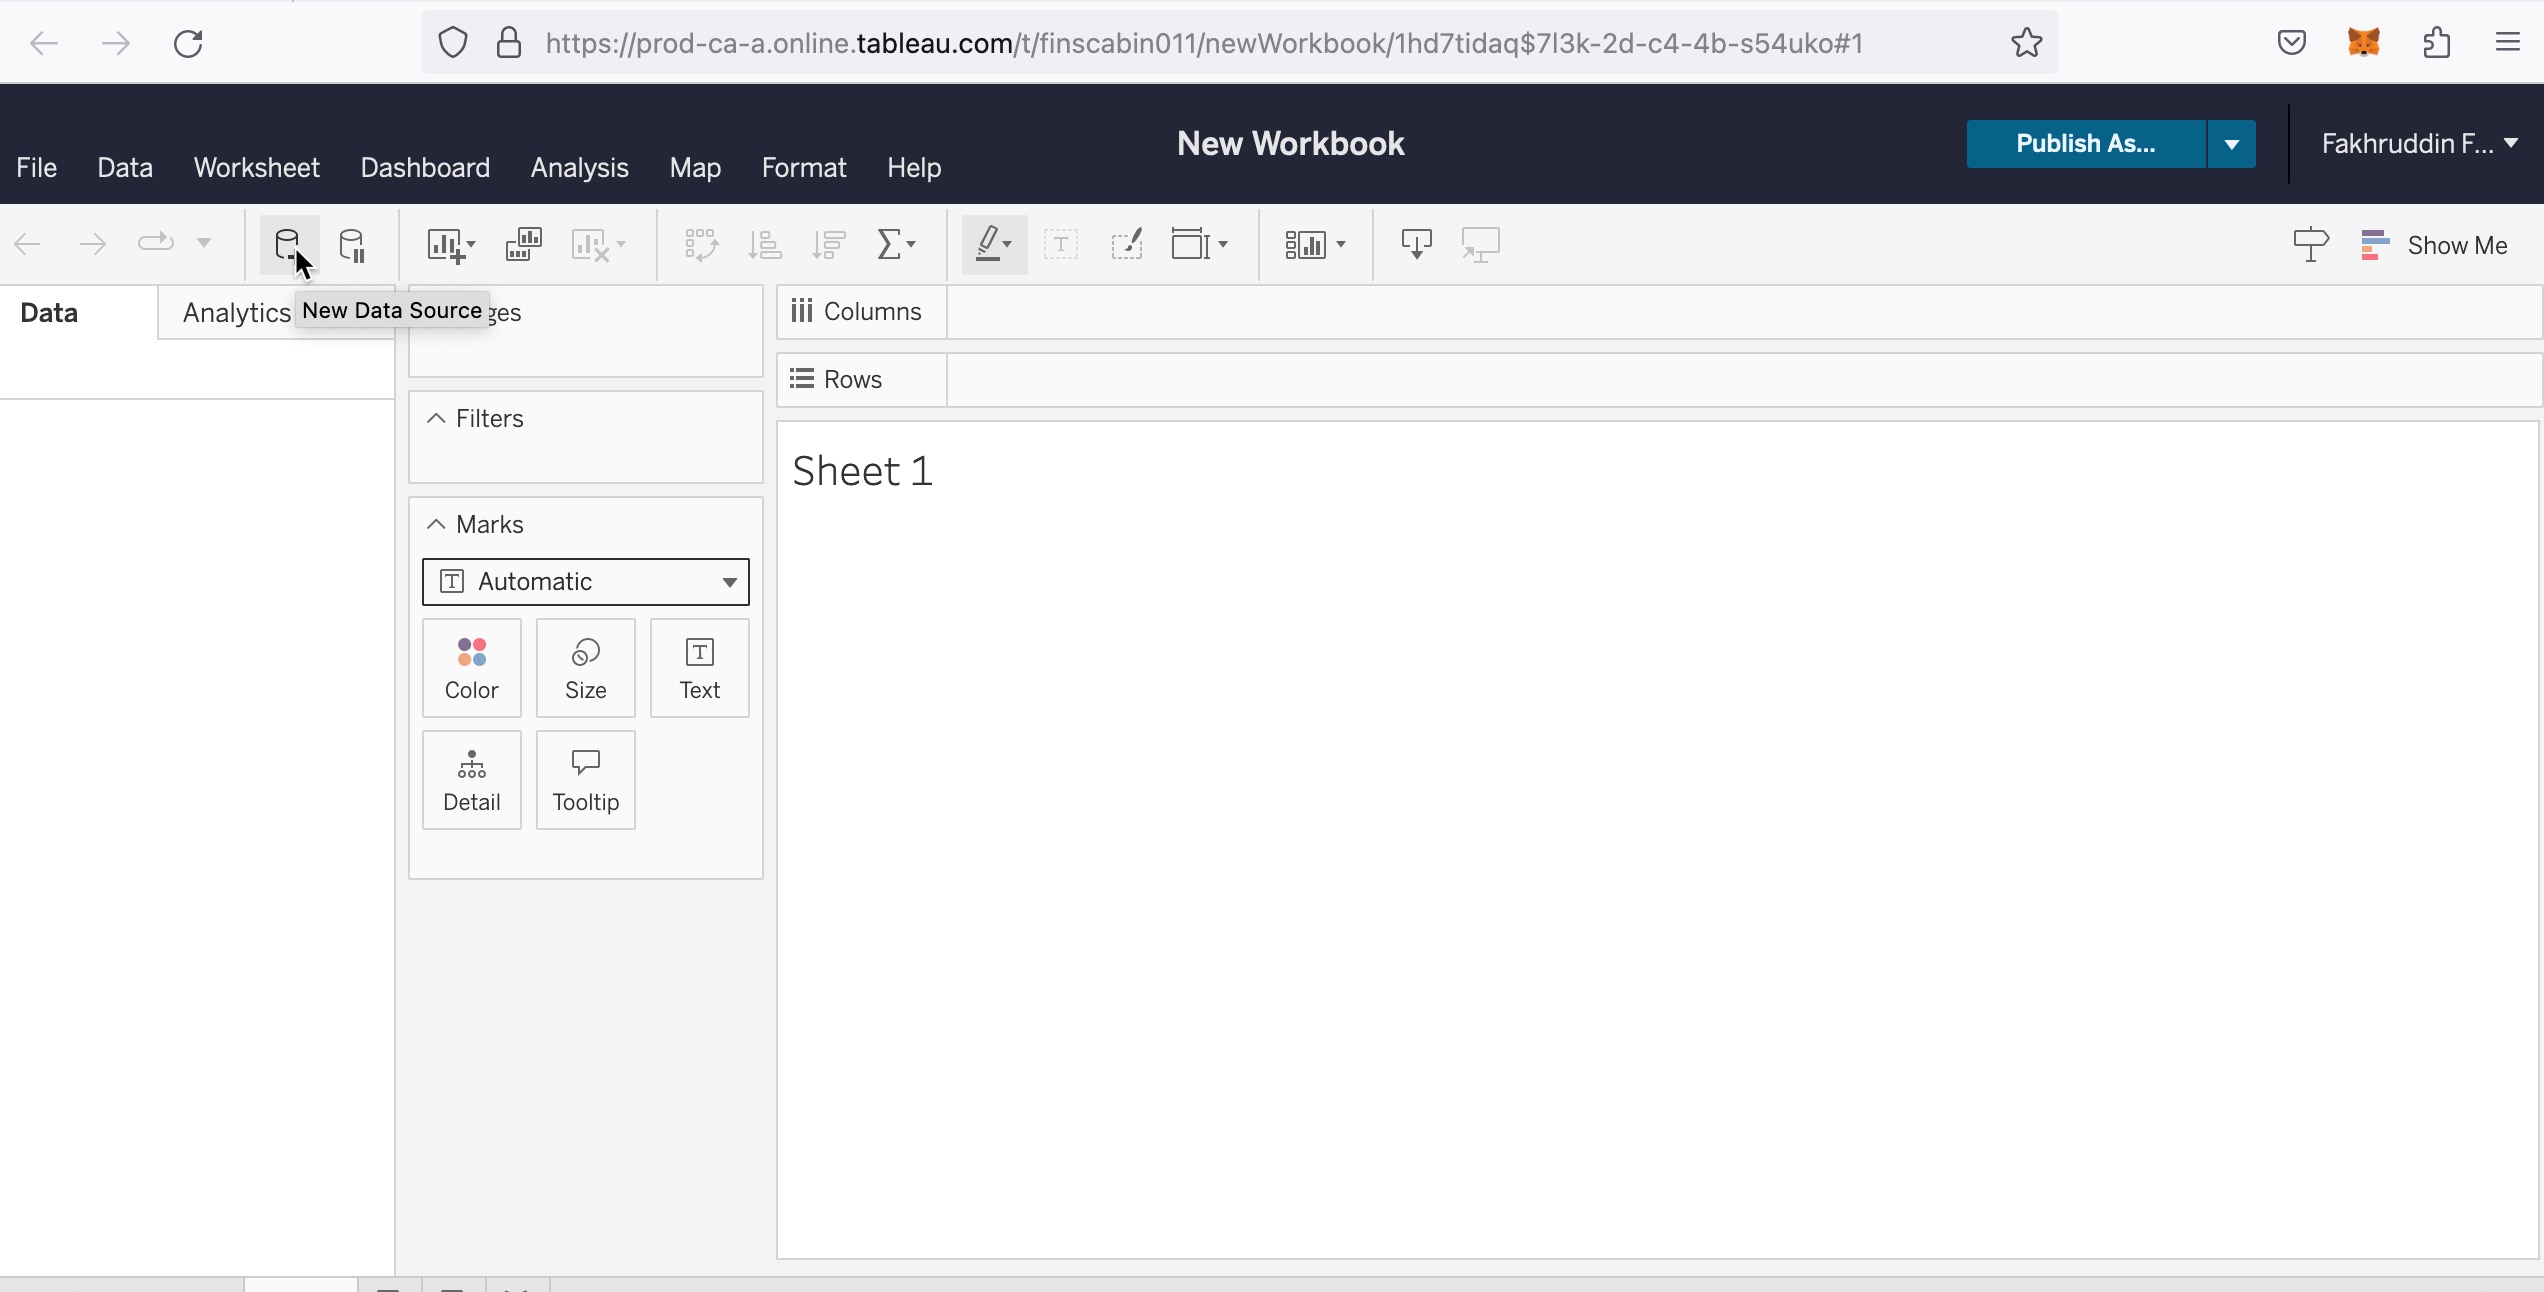 https://prod-ca-a.online.tableau.com/t/finscabin011/newWorkbook/1hd7tidaq$7l3k-2d-c4-4b-s54uko#1
New Workbook
Publish As...
Fakhruddin F...
File Data Worksheet Dashboard Analysis Map Format Help
Show Me
Data Analytics New Data Source ges
Columns
Rows
Filters
Sheet 1
Marks
T Automatic
Color Size T Text
Detail Tooltip